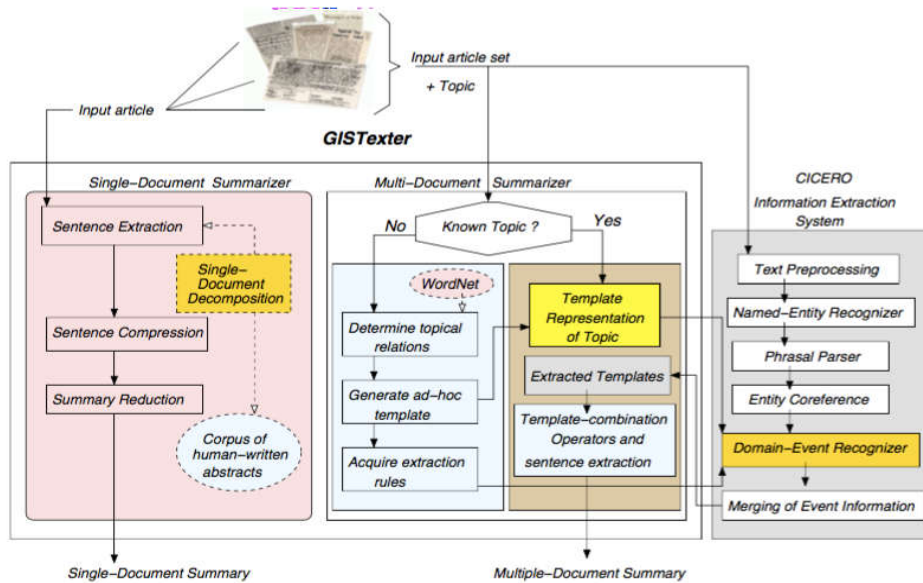 Input article set
+ Topic
Input article
GISTexter
Single-Document Summarizer
Sentence Extraction
Single-
Document
Decomposition
Sentence Compression
Summary Reduction
Corpus of
human-written
abstracts
Single-Document Summary
Multi-Document Summarizer
Known Topic ?
No
Yes
WordNet
Determine topical
relations
Generate ad-hoc
template
Acquire extraction
rules
Template
Representation
of Topic
Extracted Templates
Template-combination
Operators and
sentence extraction
Multiple-Document Summary
CICERO
Information Extraction
System
Text Preprocessing
Named-Entity Recognizer
Phrasal Parser
Entity Coreference
Domain-Event Recognizer
Merging of Event Information